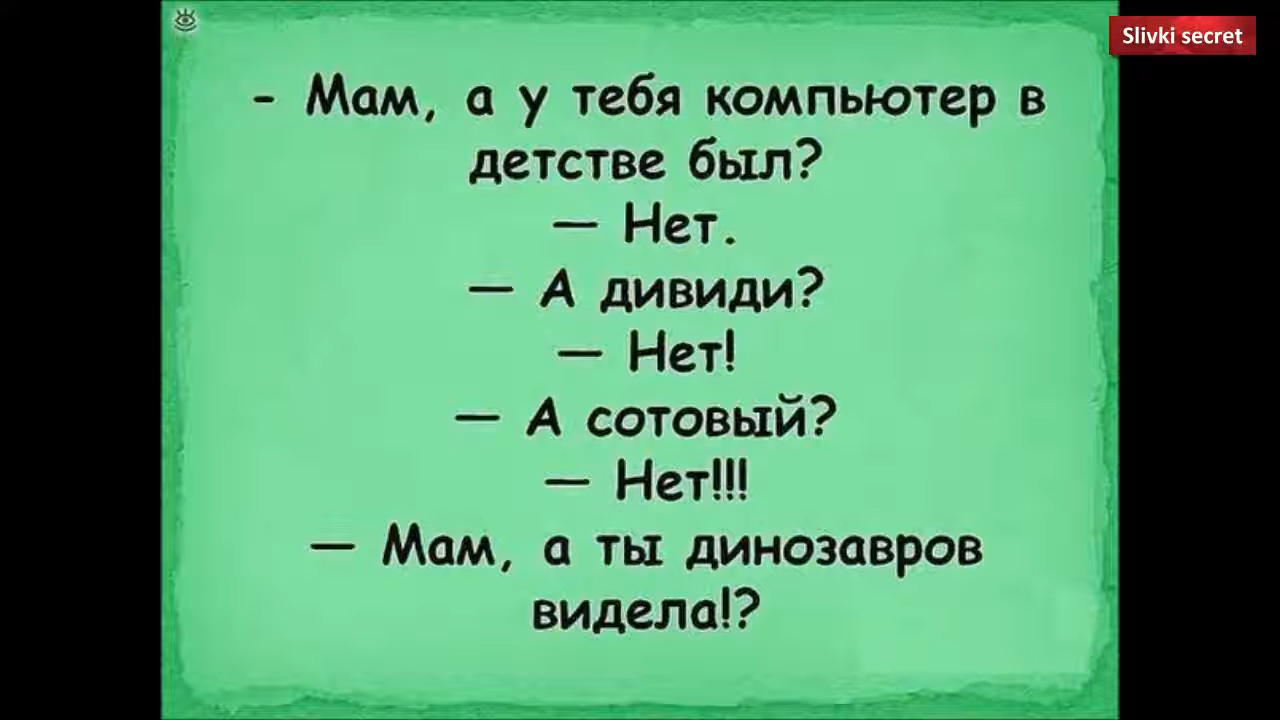 Slivki secret
- Мам, а у тебя компьютер в
детстве был?
— Нет.
— А дивиди?
— Нет!
— А сотовый?
— Нет!!!
— Мам, а ты динозавров
видела!?